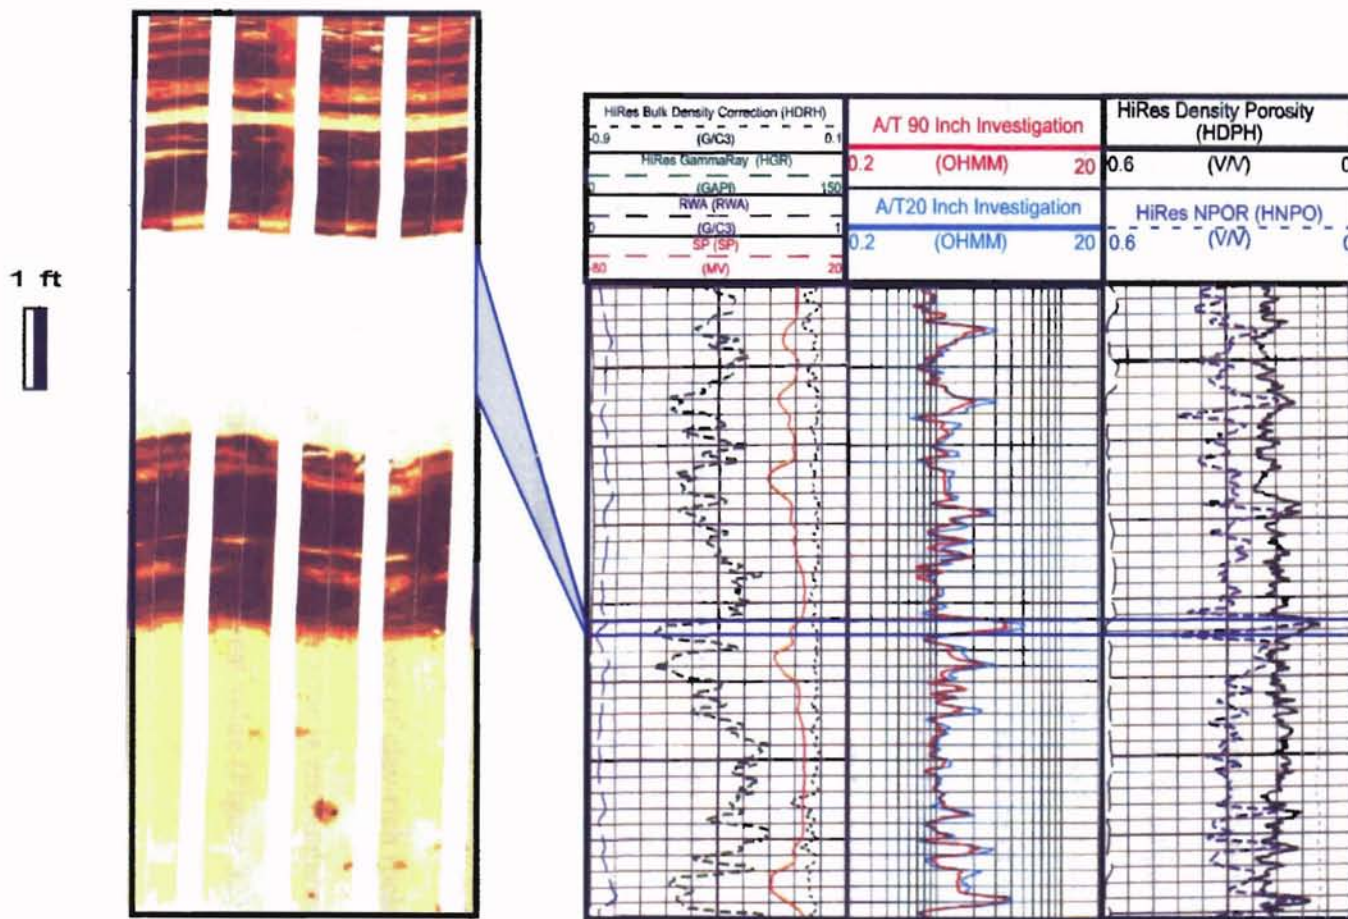 1 ft
HiRes Bulk Density Correction (HDRH)
-0.9 (G/C3) 0.1
HiRes GammaRay (HGR)
0 (GAPI) 150
RWA (RWA)
0 (G/C3) 1
SP (SP)
-80 (MV) 20
A/T 90 Inch Investigation
0.2 (OHMM) 20
A/T20 Inch Investigation
0.2 (OHMM) 20
HiRes Density Porosity
(HDPH)
0.6 (V/V) 0
HiRes NPOR (HNPO)
0.6 (V/V) 0